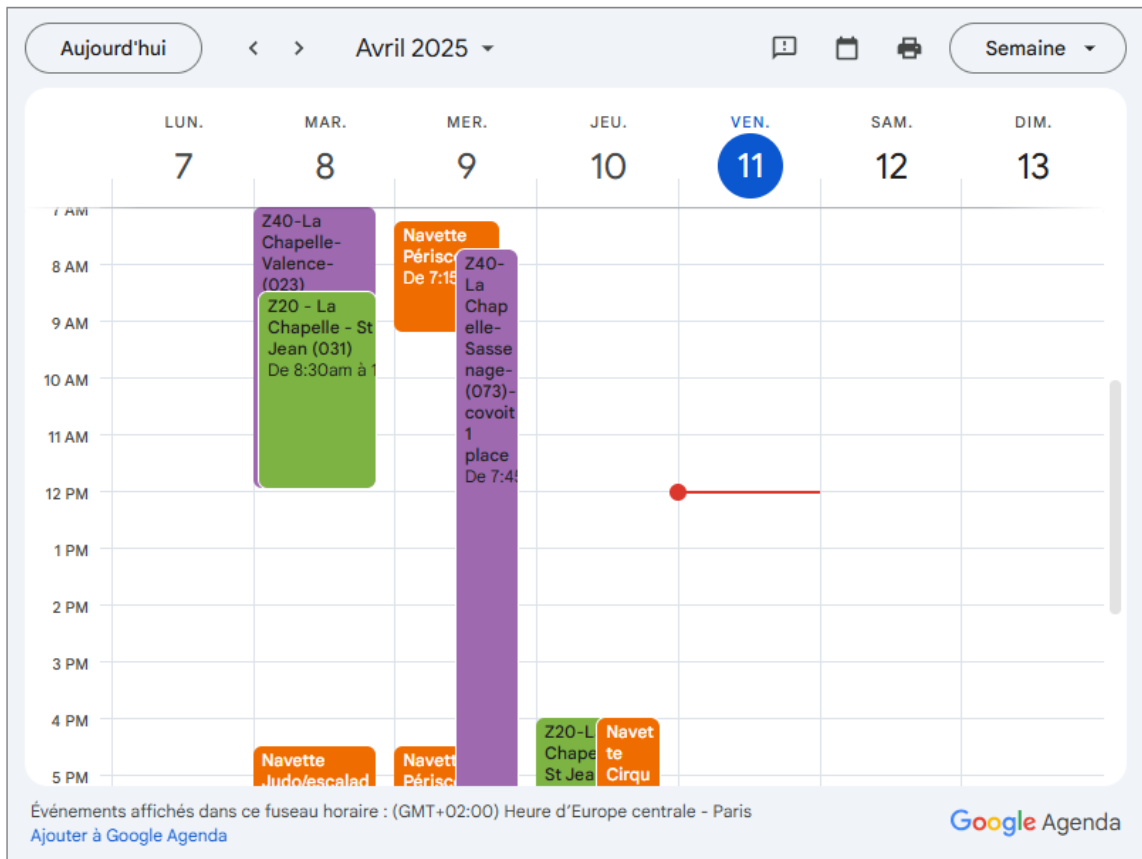 Aujourd'hui
Avril 2025
Semaine
LUN. MAR. MER. JEU. VEN. SAM. DIM.
7 8 9 10 11 12 13
7 AM
8 AM
9 AM
10 AM
11 AM
12 PM
1 PM
2 PM
3 PM
4 PM
5 PM
Z40-La
Chapelle-
Valence-
(023)
Z20 - La
Chapelle - St
Jean (031)
De 8:30am à 1
Navette
Judo/escalad
Navette
Périsc
De 7:15
Z40-
La
Chap
elle-
Sasse
nage-
(073)-
covoit
1
place
De 7:45
Navett
Périsc
Z20-L
Chape
St Jea
Navet
te
Cirqu
Événements affichés dans ce fuseau horaire : (GMT+02:00) Heure d’Europe centrale - Paris
Ajouter à Google Agenda
Google Agenda